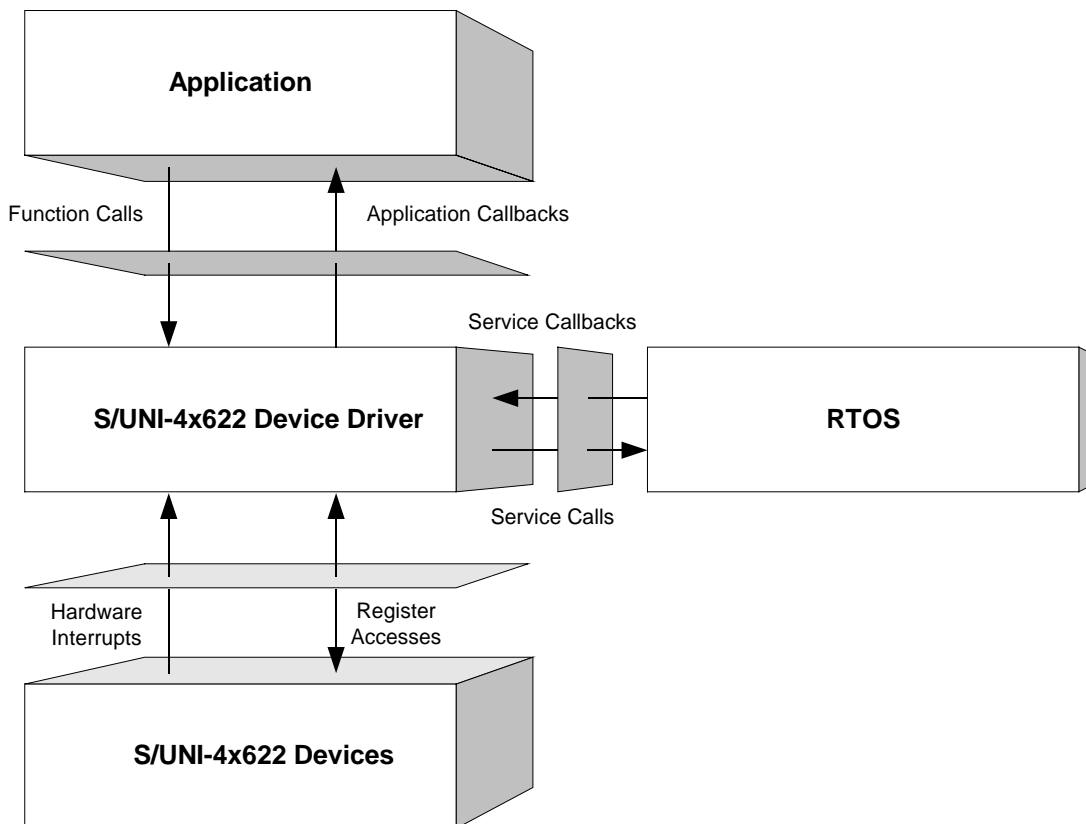 Application
Function Calls
Application Callbacks
Service Callbacks
S/UNI-4x622 Device Driver
RTOS
Service Calls
Hardware
Interrupts
Register
Accesses
S/UNI-4x622 Devices